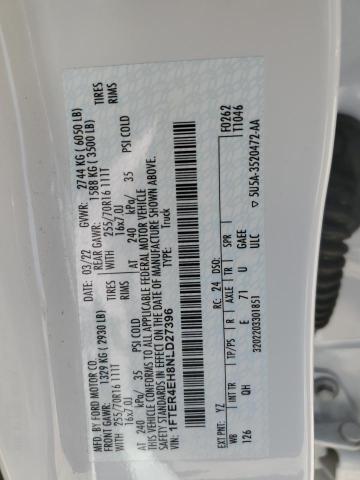 MFD. BY FORD MOTOR CO.
DATE: 03/22 GVWR: 2744 KG (6050 LB)
FRONT GAWR: 1329 KG (2930 LB) REAR GAWR: 1588 KG (3500 LB)
WITH 255/70R16 111T TIRES WITH 255/70R16 111T TIRES
16x7.0J RIMS 16x7.0J RIMS
AT 240 kPa/ 35 PSI COLD AT 240 kPa/ 35 PSI COLD
THIS VEHICLE CONFORMS TO ALL APPLICABLE FEDERAL MOTOR VEHICLE
SAFETY STANDARDS IN EFFECT ON THE DATE OF MANUFACTURE SHOWN ABOVE.
VIN: 1FTER4EH8NLD27396
TYPE: Truck
F0262
T1046
EXT PNT: YZ RC: 24 DSO:
WB INT TR TP/PS R AXLE TR SPR
126 QH E 71 U GAEE
ULC
3202203301851 5U5A-3520472-AA